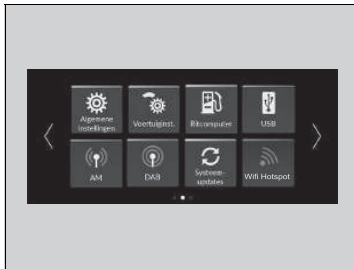 Algemene
Instellingen
Voertuiginst.
Ritcomputer
USB
AM
DAB
Systeem-
updates
Wifi Hotspot